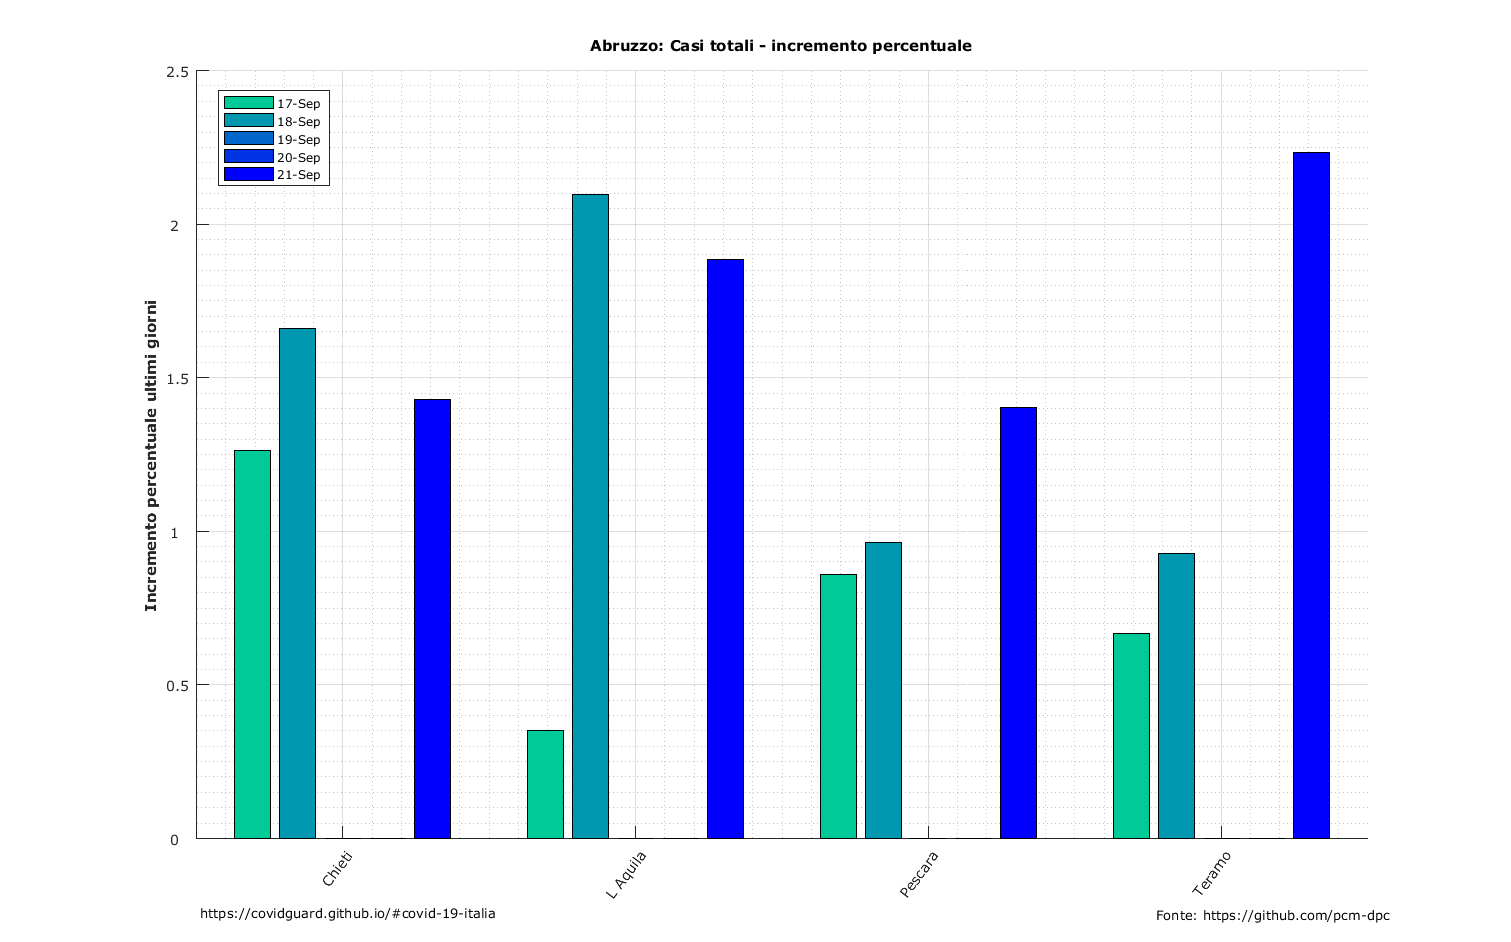 Abruzzo: Casi totali - incremento percentuale
2.5
2
1.5
1
0.5
0
Incremento percentuale ultimi giorni
17-Sep
18-Sep
19-Sep
20-Sep
21-Sep
Chieti
L Aquila
Pescara
Teramo
https://covidguard.github.io/#covid-19-italia
Fonte: https://github.com/pcm-dpc